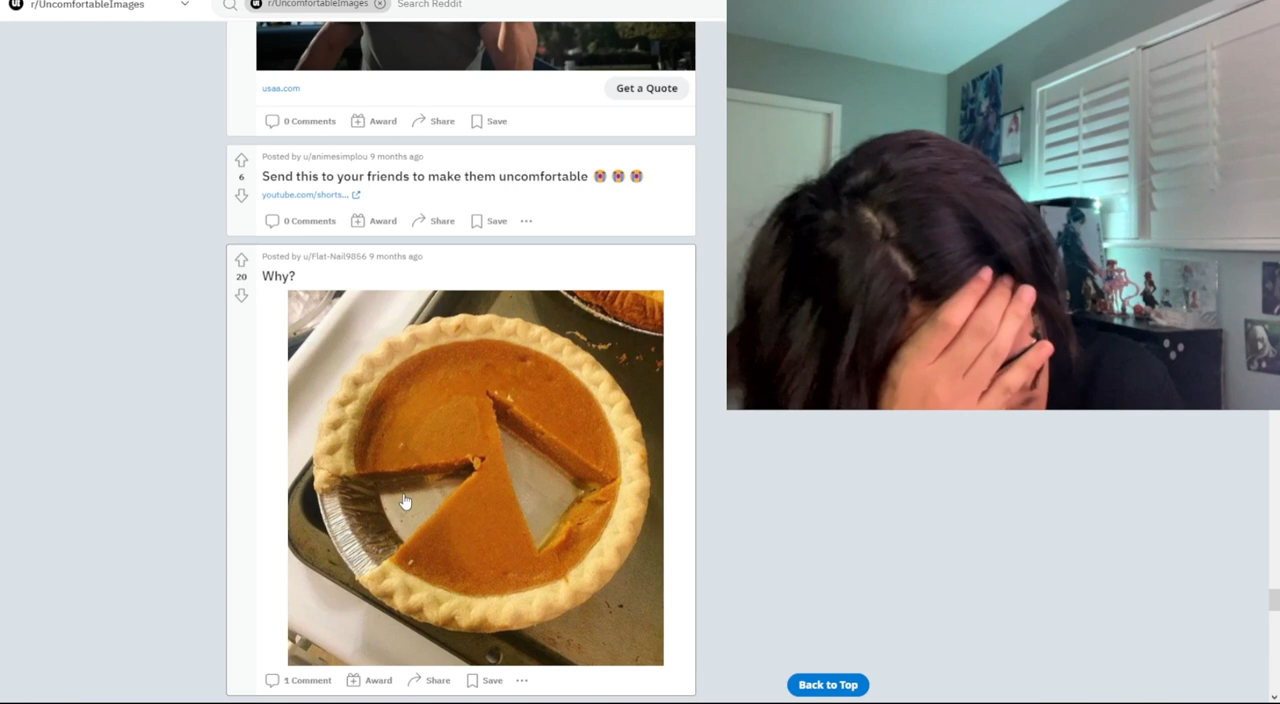 r/UncomfortableImages
r/UncomfortableImages Search Reddit
usaa.com
Get a Quote
0 Comments Award Share Save
Posted by u/animesimplou 9 months ago
6
Send this to your friends to make them uncomfortable
youtube.com/shorts...
0 Comments Award Share Save
Posted by u/Flat-Nail9856 9 months ago
20
Why?
1 Comment Award Share Save
Back to Top